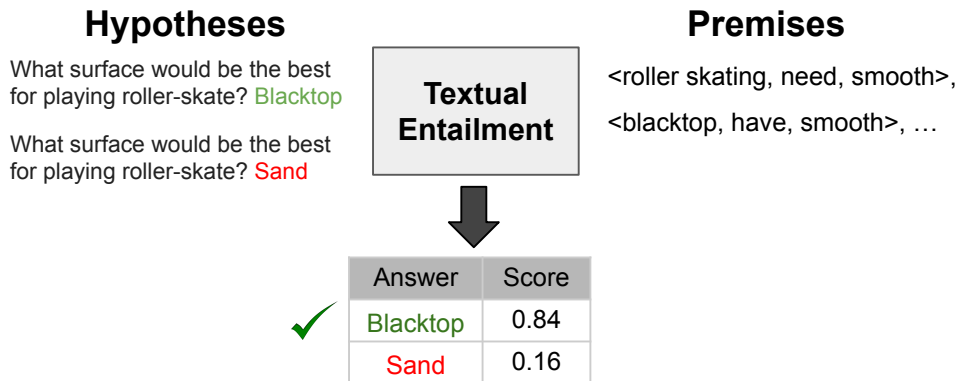 Hypotheses
What surface would be the best
for playing roller-skate? Blacktop
What surface would be the best
for playing roller-skate? Sand
Textual
Entailment
Premises
<roller skating, need, smooth>,
<blacktop, have, smooth>, …
Answer Score
Blacktop 0.84
Sand 0.16